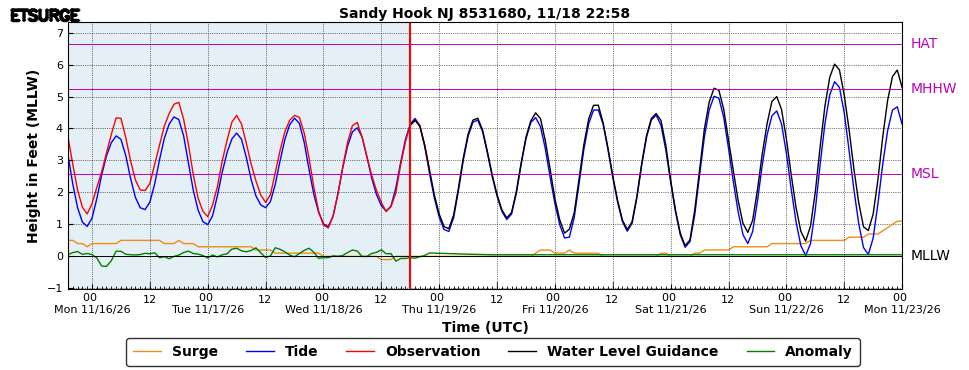 ETSURGE
Sandy Hook NJ 8531680, 11/18 22:58
Height in Feet (MLLW)
7
6
5
4
3
2
1
0
−1
HAT
MHHW
MSL
MLLW
00 12 00 12 00 12 00 12 00 12 00 12 00 12 00
Mon 11/16/26 Tue 11/17/26 Wed 11/18/26 Thu 11/19/26 Fri 11/20/26 Sat 11/21/26 Sun 11/22/26 Mon 11/23/26
Time (UTC)
Surge Tide Observation Water Level Guidance Anomaly